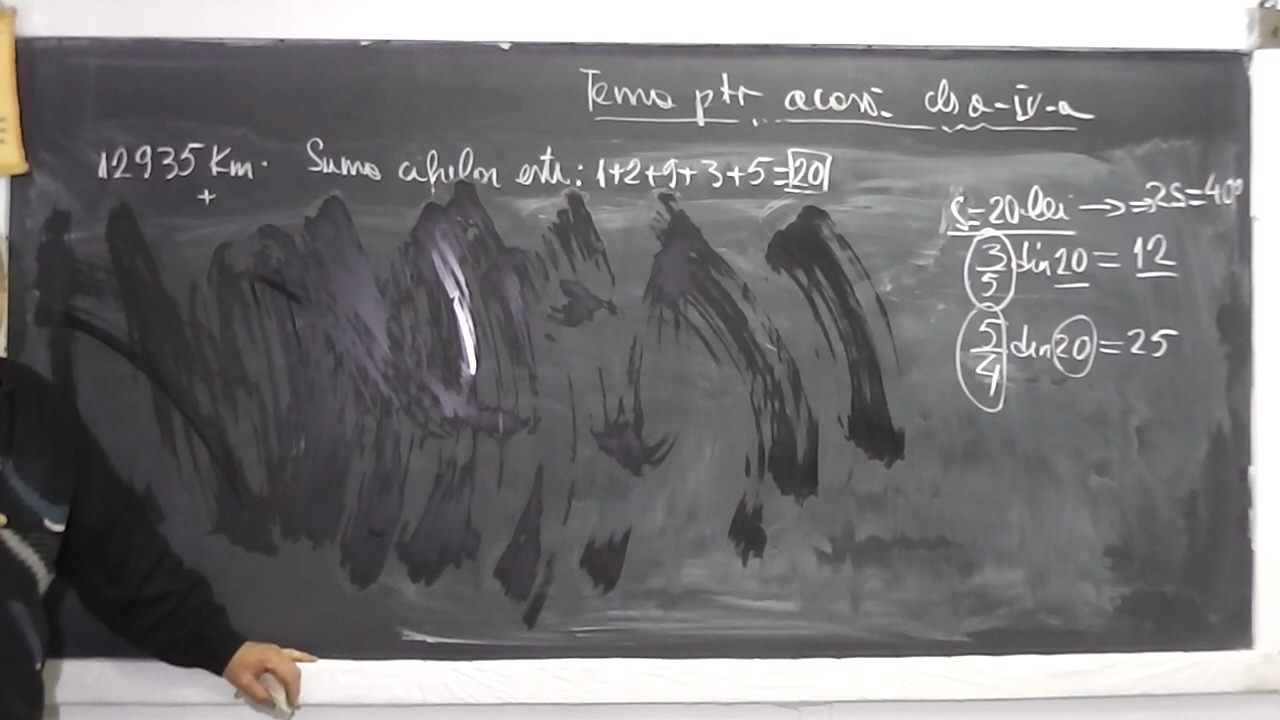 Tema ptr acasă cls a-IV-a
12935 Km. Suma cifrelor este: 1+2+9+3+5=20
+
S=20 lei → ⇒2S=40
3/5 din 20 = 12
5/4 din 20 = 25